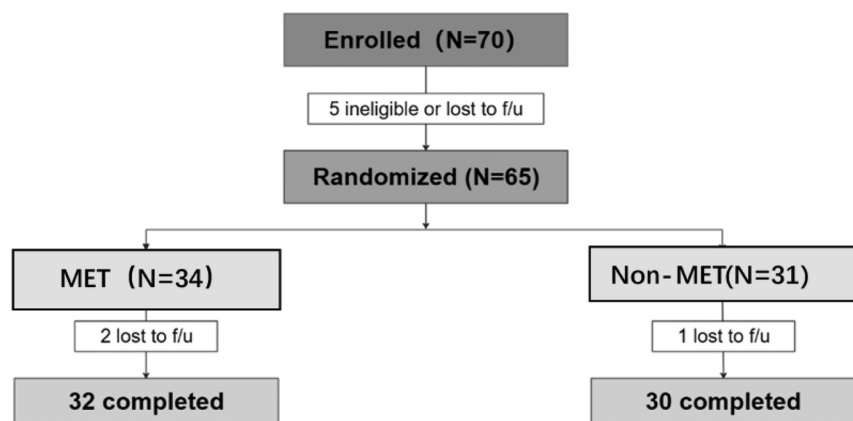 Enrolled（N=70）
5 ineligible or lost to f/u
Randomized (N=65)
MET（N=34）
Non-MET(N=31)
2 lost to f/u
1 lost to f/u
32 completed
30 completed